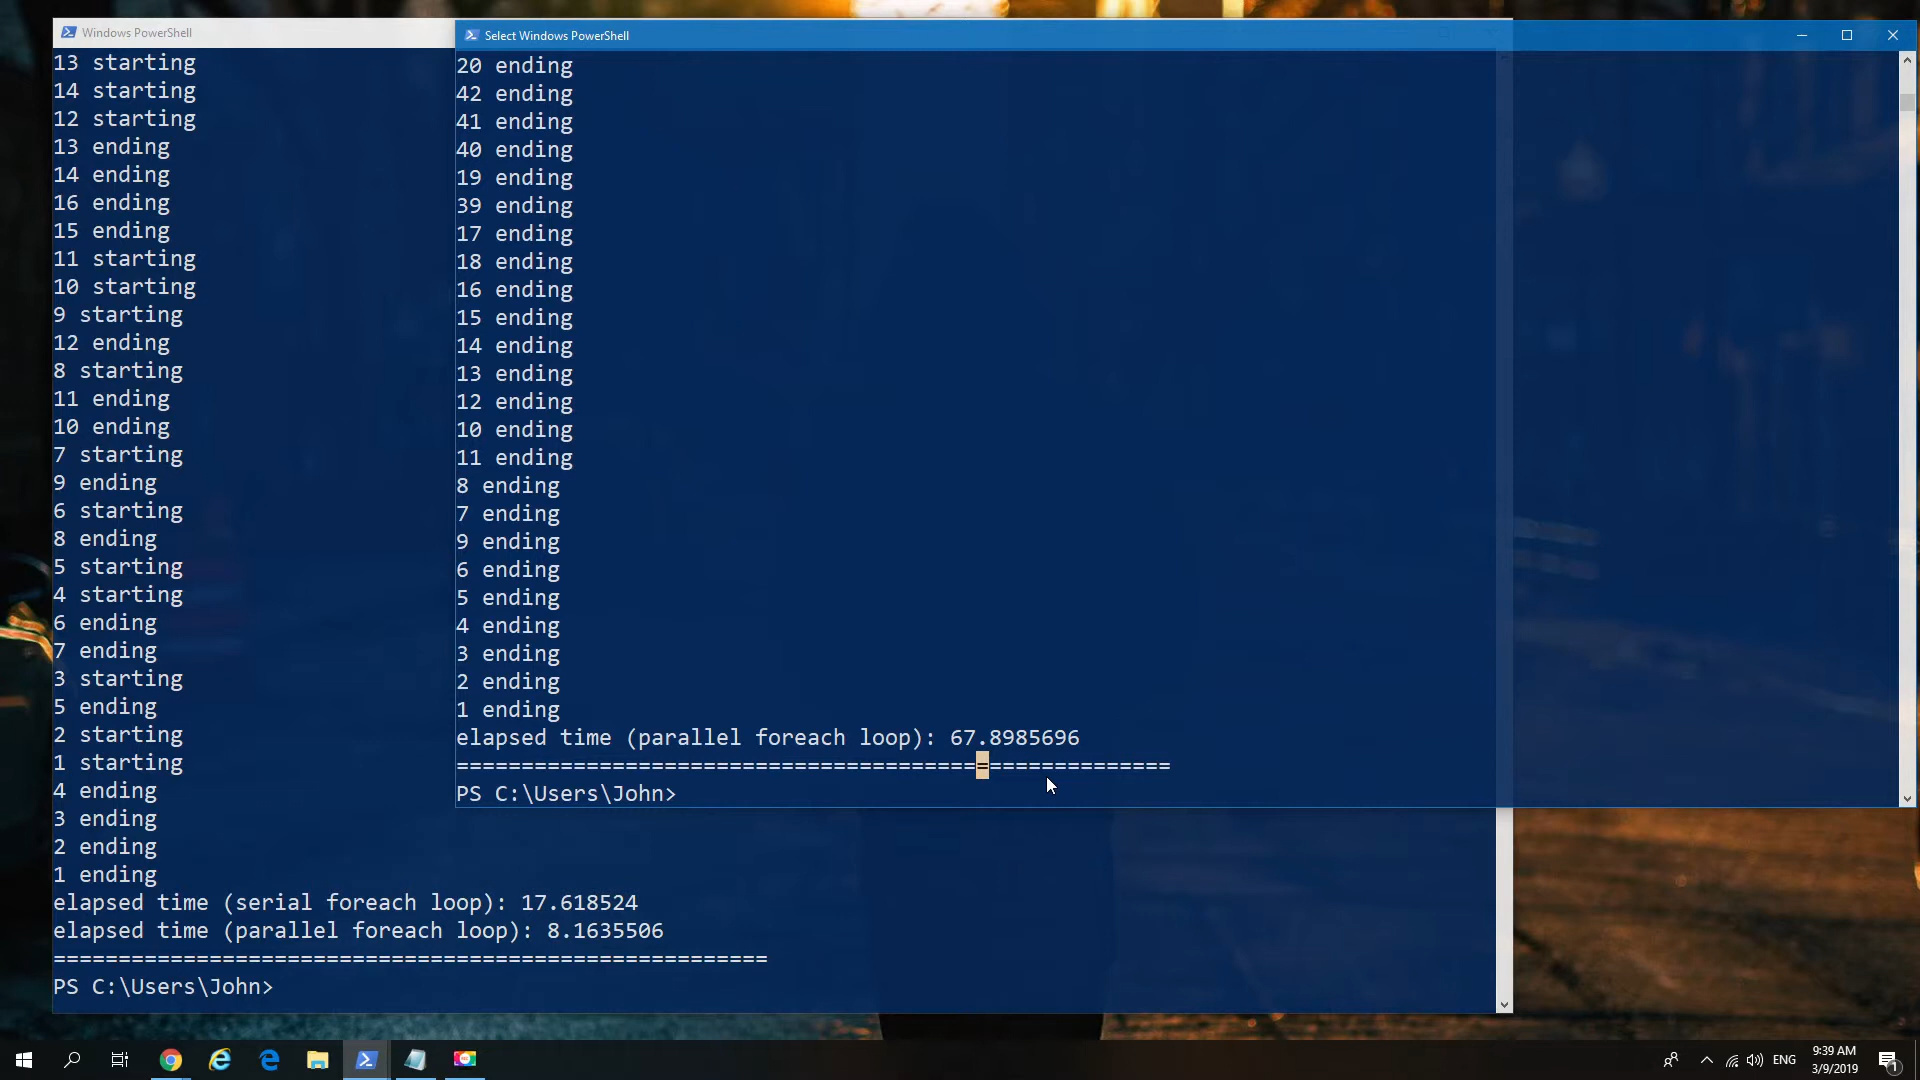 Windows PowerShell
13 starting
14 starting
12 starting
13 ending
14 ending
16 ending
15 ending
11 starting
10 starting
9 starting
12 ending
8 starting
11 ending
10 ending
7 starting
9 ending
6 starting
8 ending
5 starting
4 starting
6 ending
7 ending
3 starting
5 ending
2 starting
1 starting
4 ending
3 ending
2 ending
1 ending
elapsed time (serial foreach loop): 17.618524
elapsed time (parallel foreach loop): 8.1635506
=======================================================
PS C:\Users\John>
Select Windows PowerShell
20 ending
42 ending
41 ending
40 ending
19 ending
39 ending
17 ending
18 ending
16 ending
15 ending
14 ending
13 ending
12 ending
10 ending
11 ending
8 ending
7 ending
9 ending
6 ending
5 ending
4 ending
3 ending
2 ending
1 ending
elapsed time (parallel foreach loop): 67.8985696
=======================================================
PS C:\Users\John>
ENG
9:39 AM
3/9/2019
1